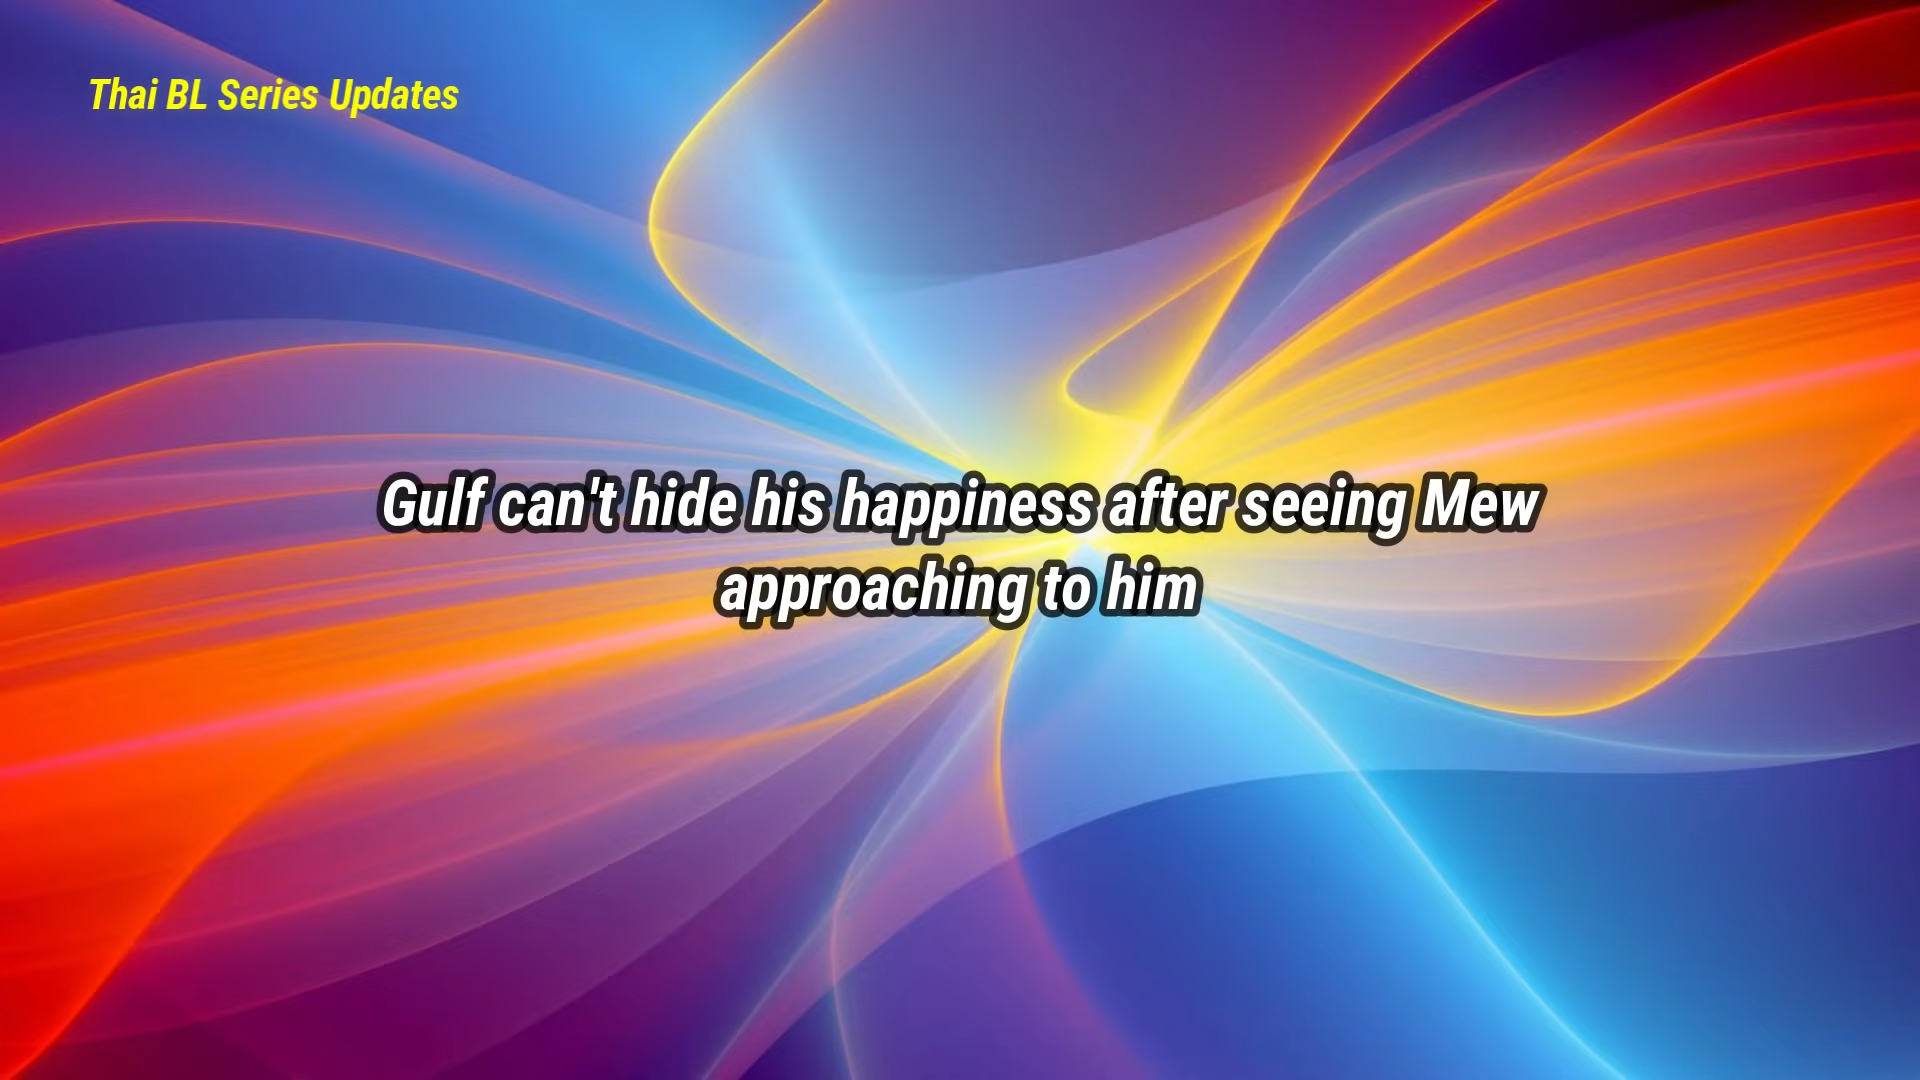 Thai BL Series Updates
Gulf can't hide his happiness after seeing Mew
approaching to him